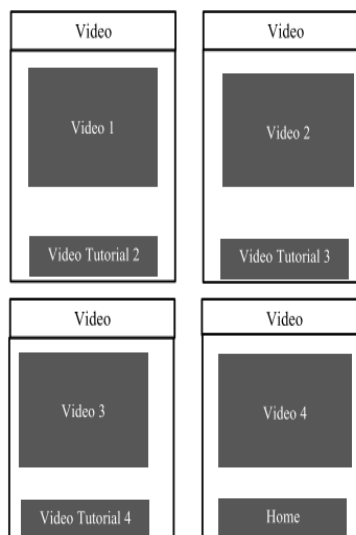 Video
Video 1
Video Tutorial 2
Video
Video 2
Video Tutorial 3
Video
Video 3
Video Tutorial 4
Video
Video 4
Home